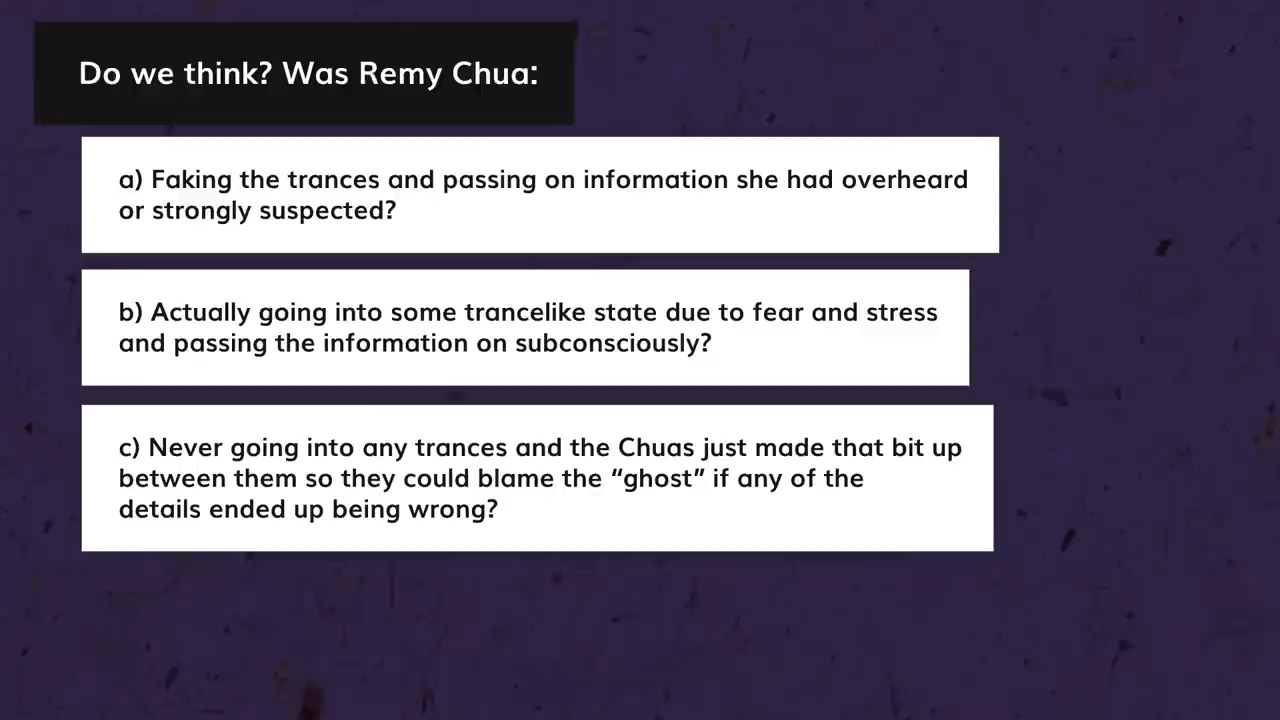 Do we think? Was Remy Chua:
a) Faking the trances and passing on information she had overheard
or strongly suspected?
b) Actually going into some trancelike state due to fear and stress
and passing the information on subconsciously?
c) Never going into any trances and the Chuas just made that bit up
between them so they could blame the “ghost” if any of the
details ended up being wrong?